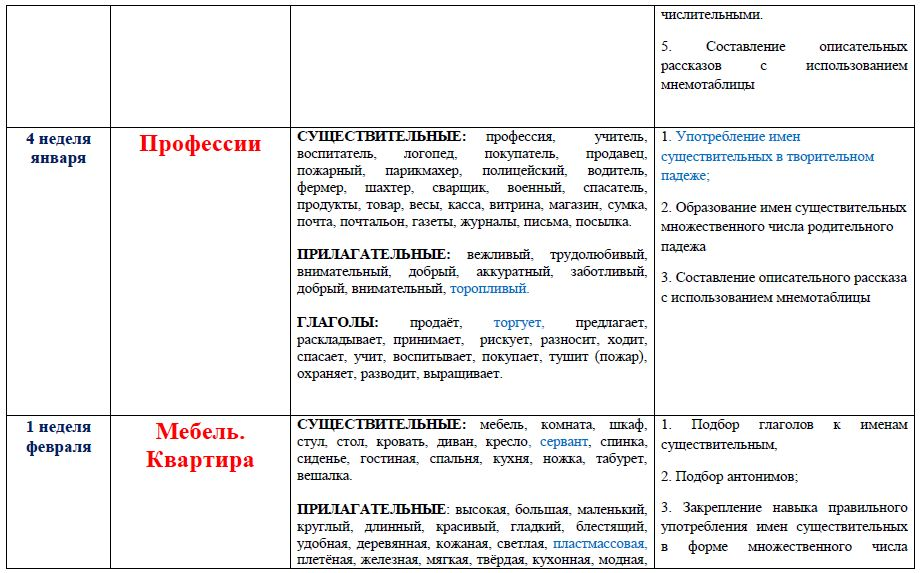 числительными.
5. Составление описательных
рассказов с использованием
мнемотаблицы
4 неделя
января
Профессии
СУЩЕСТВИТЕЛЬНЫЕ: профессия, учитель,
воспитатель, логопед, покупатель, продавец,
пожарный, парикмахер, полицейский, водитель,
фермер, шахтер, сварщик, военный, спасатель,
продукты, товар, весы, касса, витрина, магазин, сумка,
почта, почтальон, газеты, журналы, письма, посылка.
ПРИЛАГАТЕЛЬНЫЕ: вежливый, трудолюбивый,
внимательный, добрый, аккуратный, заботливый,
добрый, внимательный, торопливый.
ГЛАГОЛЫ: продаёт, торгует, предлагает,
раскладывает, принимает, рискует, разносит, ходит,
спасает, учит, воспитывает, покупает, тушит (пожар),
охраняет, разводит, выращивает.
1. Употребление имен
существительных в творительном
падеже;
2. Образование имен существительных
множественного числа родительного
падежа
3. Составление описательного рассказа
с использованием мнемотаблицы
1 неделя
февраля
Мебель.
Квартира
СУЩЕСТВИТЕЛЬНЫЕ: мебель, комната, шкаф,
стул, стол, кровать, диван, кресло, сервант, спинка,
сиденье, гостиная, спальня, кухня, ножка, табурет,
вешалка.
ПРИЛАГАТЕЛЬНЫЕ: высокая, большая, маленький,
круглый, длинный, красивый, гладкий, блестящий,
удобная, деревянная, кожаная, светлая, пластмассовая,
плетёная, железная, мягкая, твёрдая, кухонная, модная,
1. Подбор глаголов к именам
существительным,
2. Подбор антонимов;
3. Закрепление навыка правильного
употребления имен существительных
в форме множественного числа